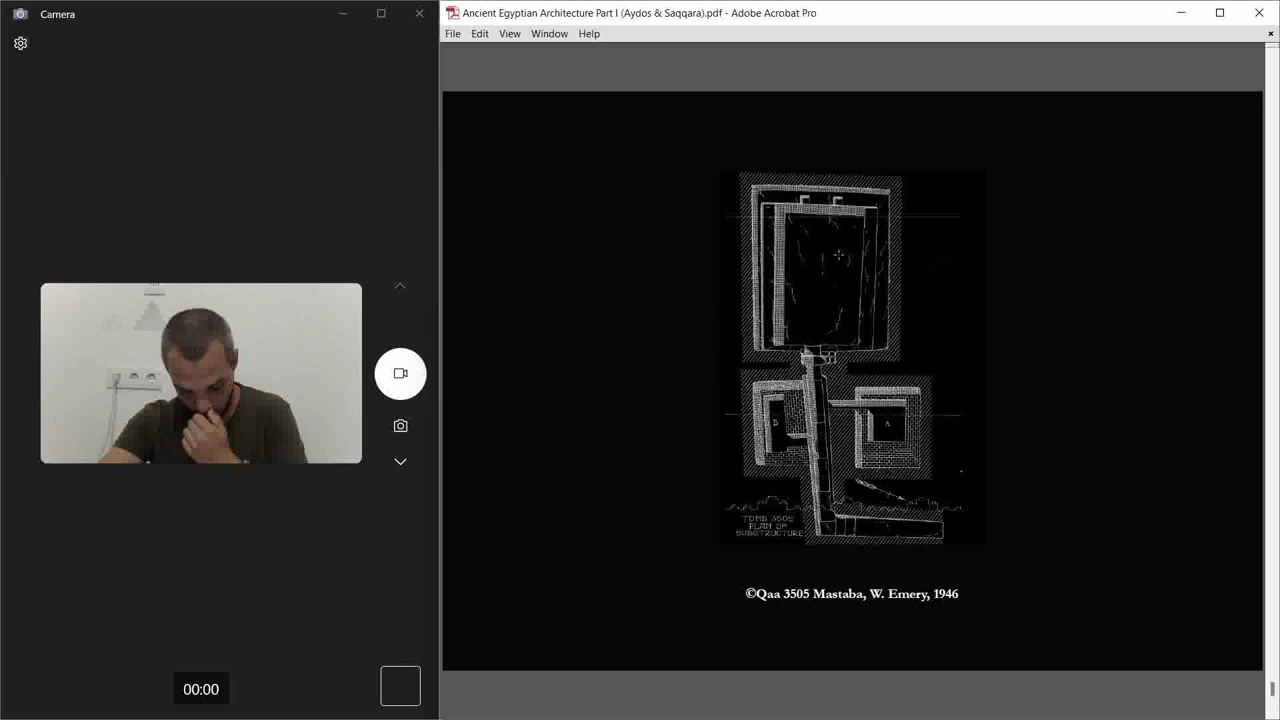 Camera
Ancient Egyptian Architecture Part I (Aydos & Saqqara).pdf - Adobe Acrobat Pro
File Edit View Window Help
B
A
TOMB 3505
PLAN OF
SUBSTRUCTURE
©Qaa 3505 Mastaba, W. Emery, 1946
00:00